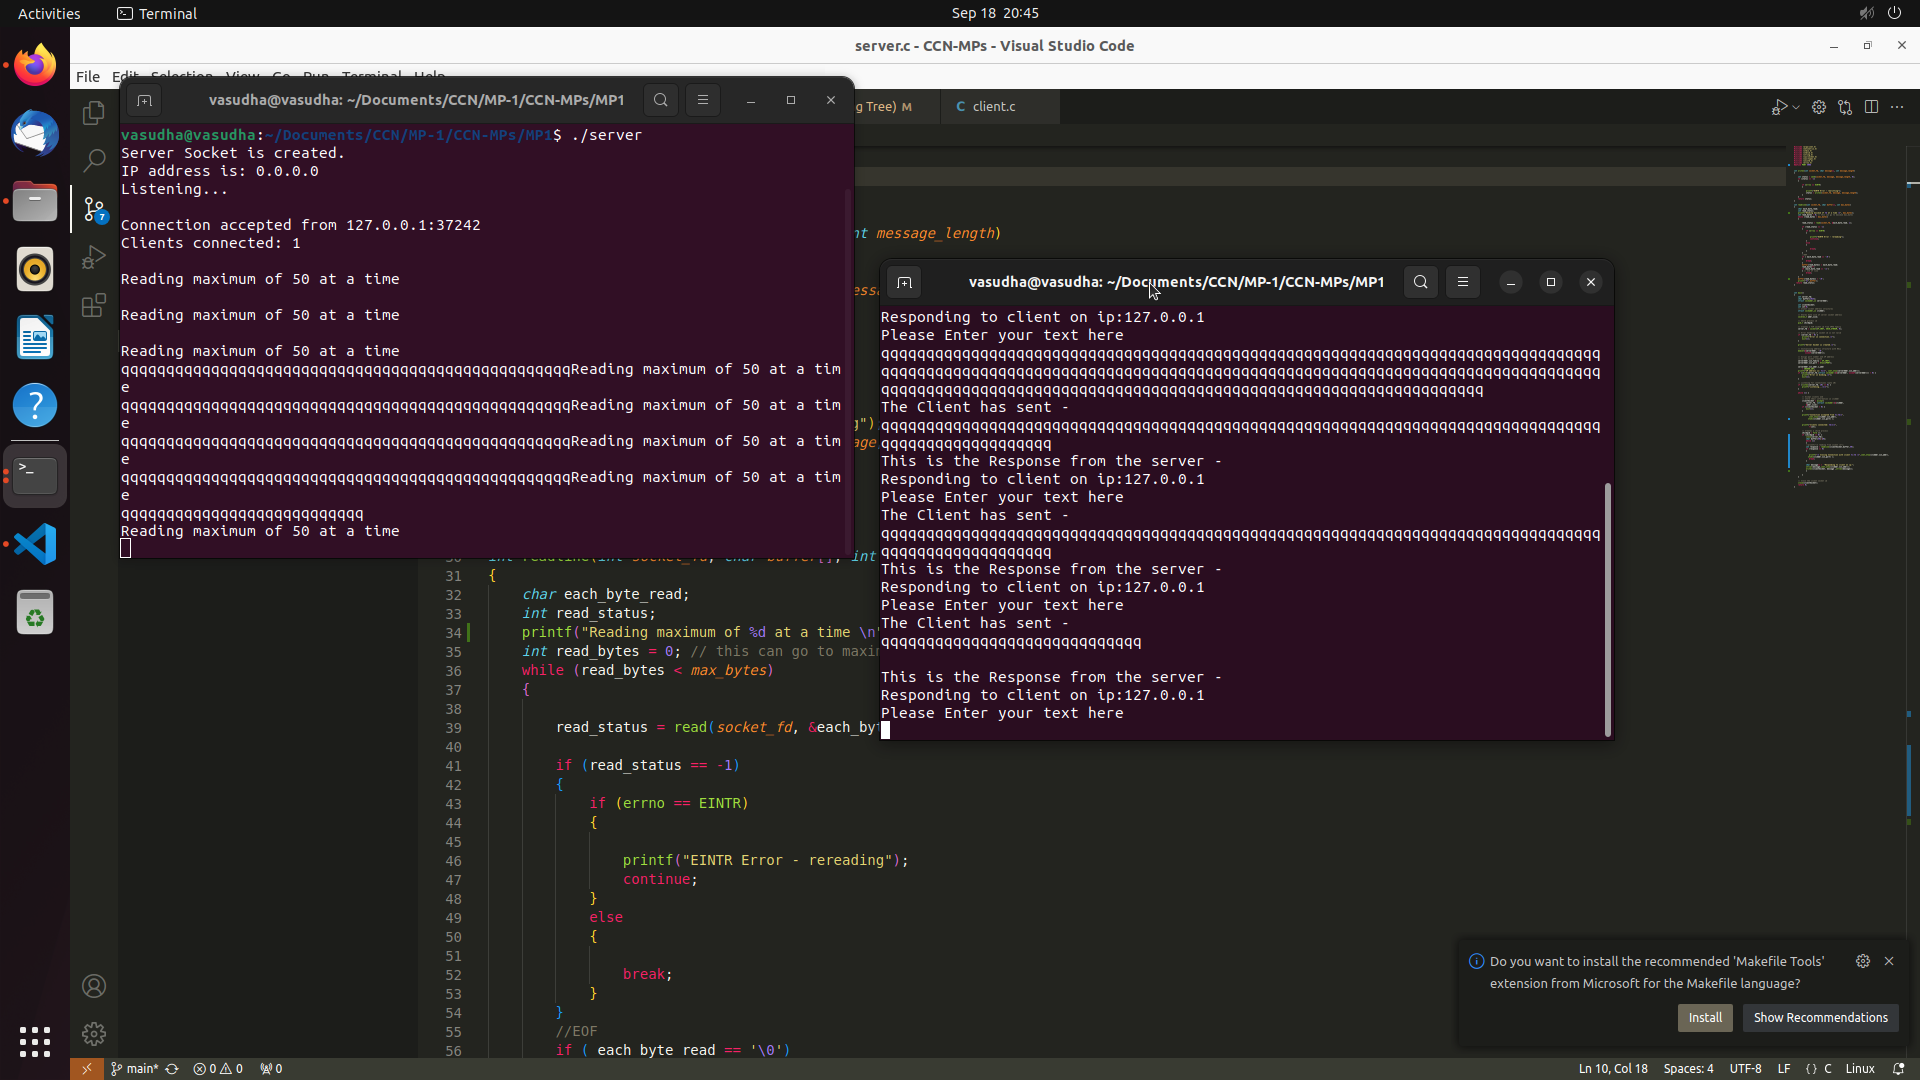 Activities
Terminal
Sep 18 20:45
server.c - CCN-MPs - Visual Studio Code
File Edit Selection View Go Run Terminal Help
vasudha@vasudha: ~/Documents/CCN/MP-1/CCN-MPs/MP1
g Tree) M
C client.c
vasudha@vasudha:~/Documents/CCN/MP-1/CCN-MPs/MP1$ ./server
Server Socket is created.
IP address is: 0.0.0.0
Listening...
Connection accepted from 127.0.0.1:37242
Clients connected: 1
Reading maximum of 50 at a time
Reading maximum of 50 at a time
Reading maximum of 50 at a time
qqqqqqqqqqqqqqqqqqqqqqqqqqqqqqqqqqqqqqqqqqqqqqqqqqReading maximum of 50 at a tim
e
qqqqqqqqqqqqqqqqqqqqqqqqqqqqqqqqqqqqqqqqqqqqqqqqqqReading maximum of 50 at a tim
e
qqqqqqqqqqqqqqqqqqqqqqqqqqqqqqqqqqqqqqqqqqqqqqqqqqReading maximum of 50 at a tim
e
qqqqqqqqqqqqqqqqqqqqqqqqqqqqqqqqqqqqqqqqqqqqqqqqqqReading maximum of 50 at a tim
e
qqqqqqqqqqqqqqqqqqqqqqqqqqq
Reading maximum of 50 at a time
nt message_length)
vasudha@vasudha: ~/Documents/CCN/MP-1/CCN-MPs/MP1
Responding to client on ip:127.0.0.1
Please Enter your text here
qqqqqqqqqqqqqqqqqqqqqqqqqqqqqqqqqqqqqqqqqqqqqqqqqqqqqqqqqqqqqqqqqqqqqqqqqqqqqqqq
qqqqqqqqqqqqqqqqqqqqqqqqqqqqqqqqqqqqqqqqqqqqqqqqqqqqqqqqqqqqqqqqqqqqqqqqqqqqqqqq
qqqqqqqqqqqqqqqqqqqqqqqqqqqqqqqqqqqqqqqqqqqqqqqqqqqqqqqqqqqqqqqqqqq
The Client has sent -
qqqqqqqqqqqqqqqqqqqqqqqqqqqqqqqqqqqqqqqqqqqqqqqqqqqqqqqqqqqqqqqqqqqqqqqqqqqqqqqq
qqqqqqqqqqqqqqqqqqq
This is the Response from the server -
Responding to client on ip:127.0.0.1
Please Enter your text here
The Client has sent -
qqqqqqqqqqqqqqqqqqqqqqqqqqqqqqqqqqqqqqqqqqqqqqqqqqqqqqqqqqqqqqqqqqqqqqqqqqqqqqqq
qqqqqqqqqqqqqqqqqqq
This is the Response from the server -
Responding to client on ip:127.0.0.1
Please Enter your text here
The Client has sent -
qqqqqqqqqqqqqqqqqqqqqqqqqqqqq
This is the Response from the server -
Responding to client on ip:127.0.0.1
Please Enter your text here
31 {
32 char each_byte_read;
33 int read_status;
34 printf("Reading maximum of %d at a time \n"
35 int read_bytes = 0; // this can go to maxi
36 while (read_bytes < max_bytes)
37 {
38
39 read_status = read(socket_fd, &each_byt
40
41 if (read_status == -1)
42 {
43 if (errno == EINTR)
44 {
45
46 printf("EINTR Error - rereading");
47 continue;
48 }
49 else
50 {
51
52 break;
53 }
54 }
55 //EOF
56 if ( each_byte_read == '\0')
7
Do you want to install the recommended 'Makefile Tools'
extension from Microsoft for the Makefile language?
Install
Show Recommendations
main* 0 0 0
Ln 10, Col 18 Spaces: 4 UTF-8 LF {} C Linux